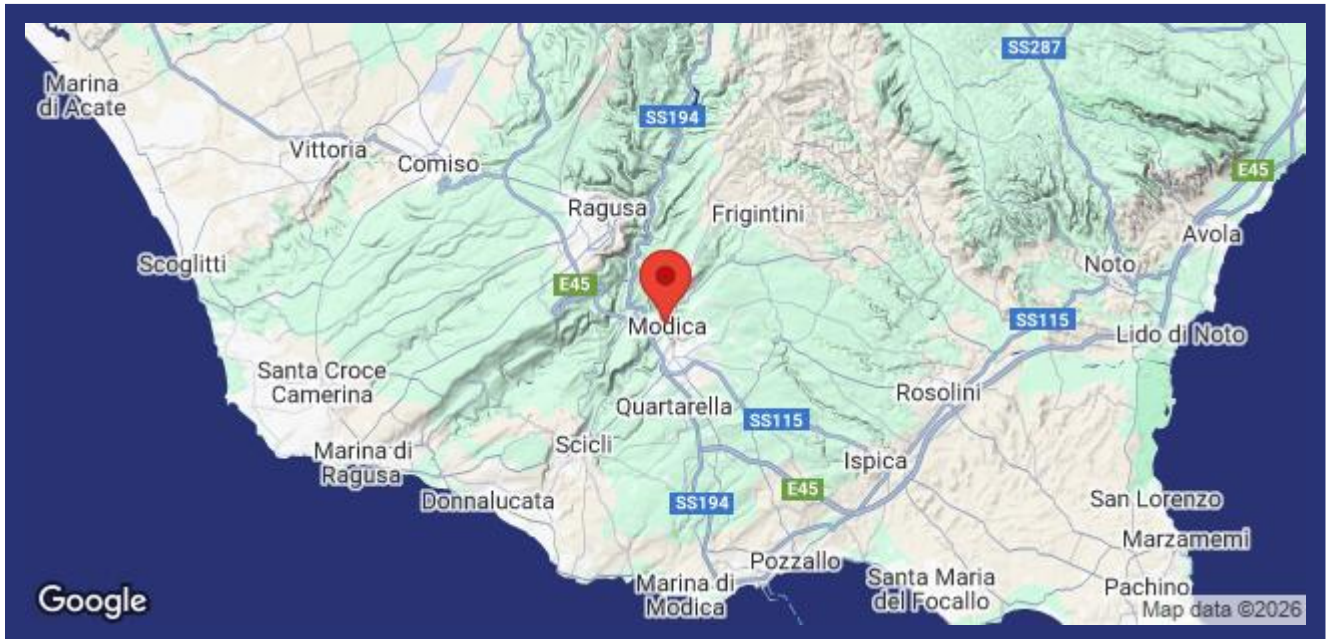 SS287
Marina
di Acate
SS194
Vittoria
Comiso
E45
Ragusa
Frigintini
Avola
Scoglitti
Noto
E45
Modica
SS115
Lido di Noto
Santa Croce
Camerina
Rosolini
Quartarella
SS115
Scicli
Marina di
Ragusa
Ispica
E45
Donnalucata
SS194
San Lorenzo
Marzamemi
Pozzallo
Marina di
Modica
Santa Maria
del Focallo
Pachino
Google
Map data ©2026